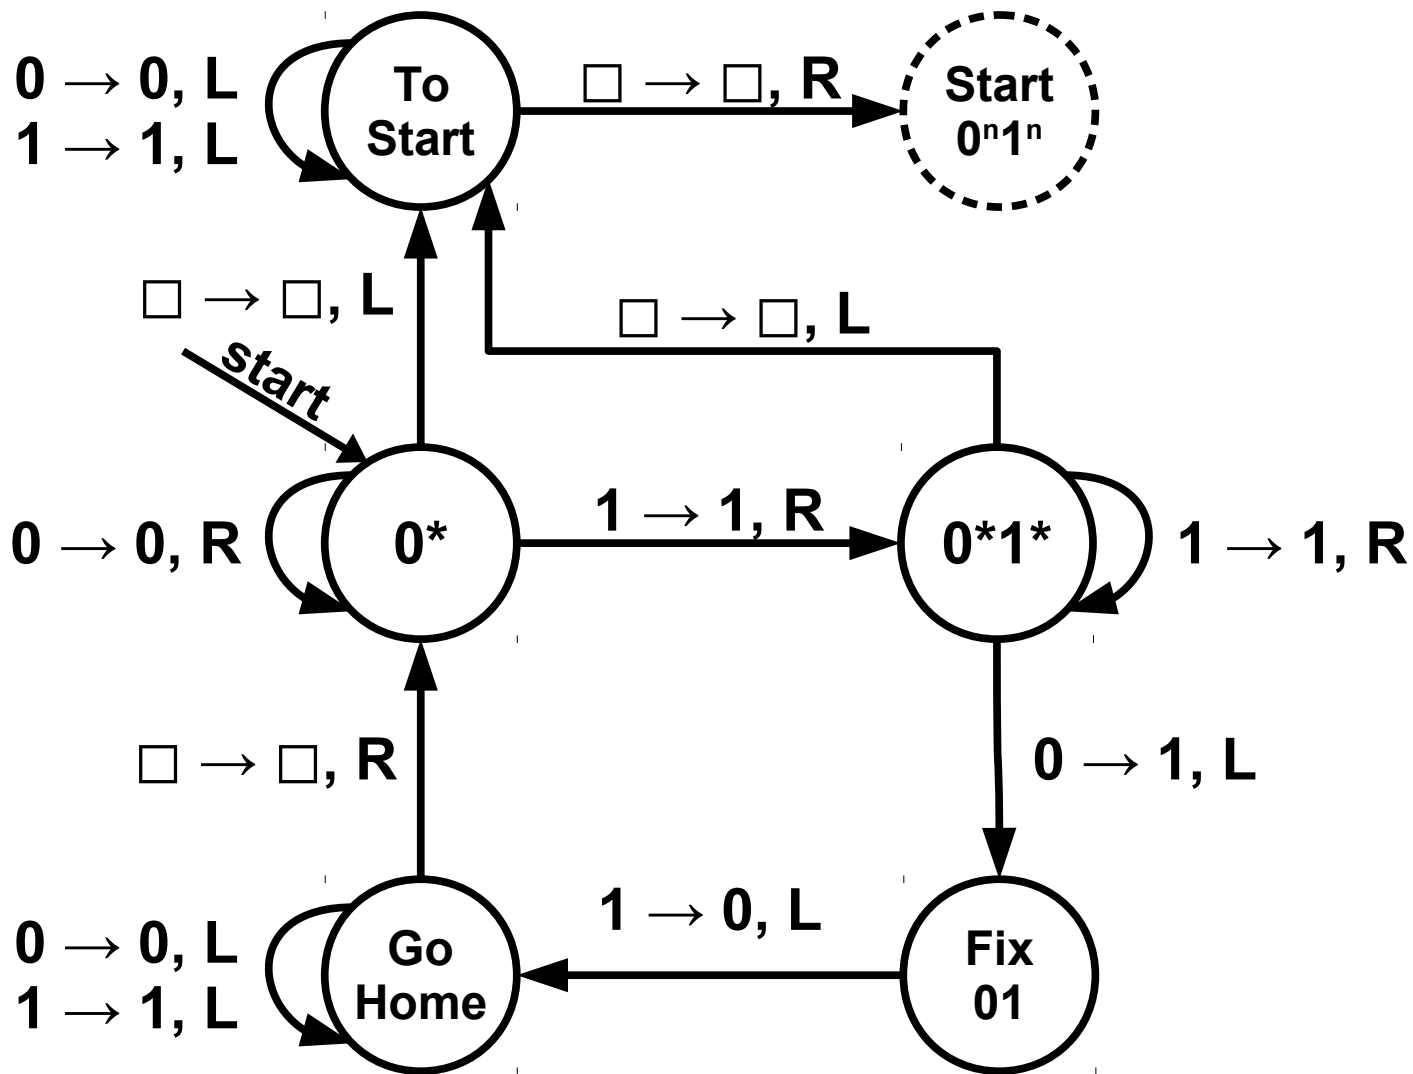 0 → 0, L
1 → 1, L
To
Start
□ → □, R
Start
0ⁿ1ⁿ
□ → □, L
□ → □, L
start
0 → 0, R
0*
1 → 1, R
0*1*
1 → 1, R
□ → □, R
0 → 1, L
0 → 0, L
1 → 1, L
Go
Home
1 → 0, L
Fix
01